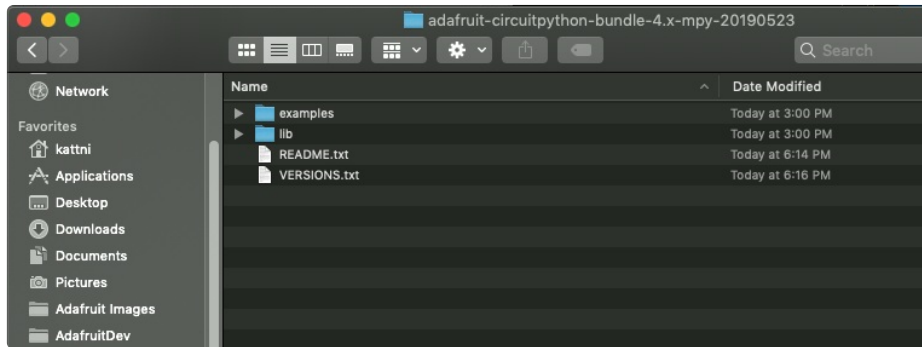 adafruit-circuitpython-bundle-4.x-mpy-20190523
Search
Network
Favorites
kattni
Applications
Desktop
Downloads
Documents
Pictures
Adafruit Images
AdafruitDev
Name Date Modified
examples Today at 3:00 PM
lib Today at 3:00 PM
README.txt Today at 6:14 PM
VERSIONS.txt Today at 6:16 PM